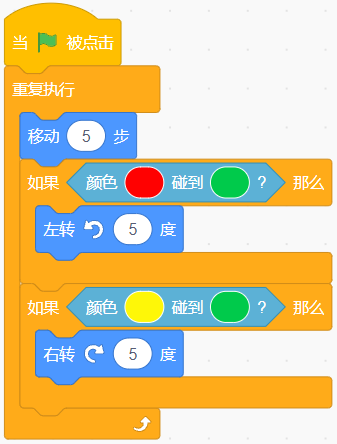 当 被点击
重复执行
移动 5 步
如果 颜色 碰到 ? 那么
左转 5 度
如果 颜色 碰到 ? 那么
右转 5 度